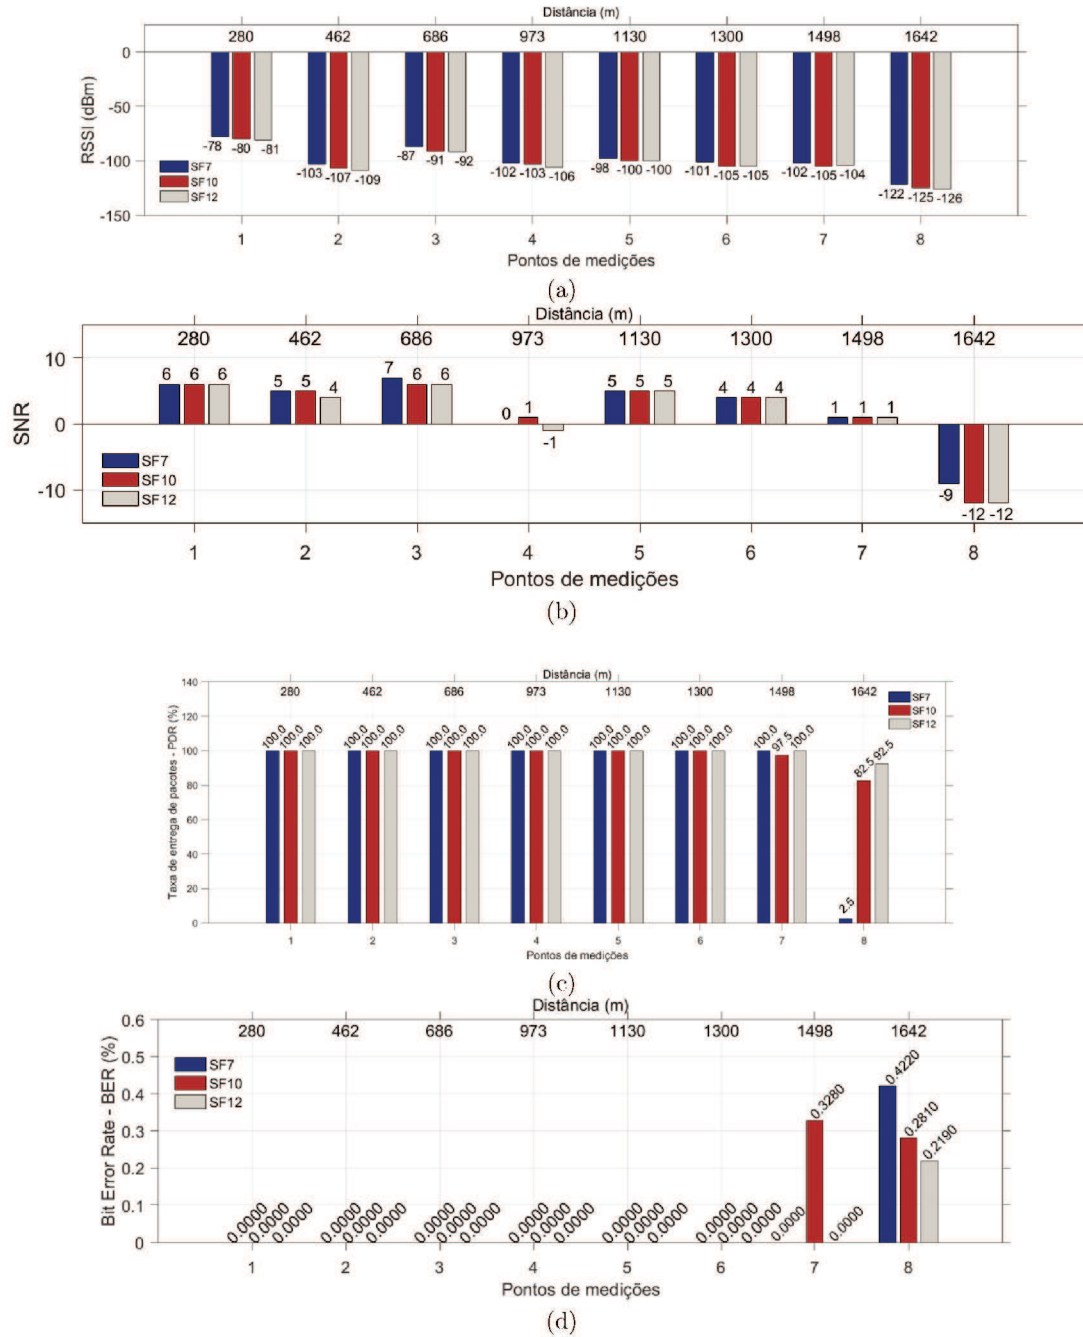 Distância (m)
280 462 686 973 1130 1300 1498 1642
RSSI (dBm)
0
-50
-100
-150
-78 -80 -81
-103 -107 -109
-87 -91 -92
-102 -103 -106
-98 -100 -100
-101 -105 -105
-102 -105 -104
-122 -125 -126
SF7
SF10
SF12
1 2 3 4 5 6 7 8
Pontos de medições
(a)
Distância (m)
280 462 686 973 1130 1300 1498 1642
SNR
10
0
-10
6 6 6
5 5 4
7 6 6
0 1 -1
5 5 5
4 4 4
1 1 1
-9 -12 -12
SF7
SF10
SF12
1 2 3 4 5 6 7 8
Pontos de medições
(b)
Distância (m)
280 462 686 973 1130 1300 1498 1642
Taxa de entrega de pacotes - PDR (%)
140
120
100
80
60
40
20
0
SF7
SF10
SF12
100.0 100.0 100.0
100.0 100.0 100.0
100.0 100.0 100.0
100.0 100.0 100.0
100.0 100.0 100.0
100.0 100.0 100.0
100.0 97.5 100.0
2.5 82.5 92.5
1 2 3 4 5 6 7 8
Pontos de medições
(c)
Distância (m)
280 462 686 973 1130 1300 1498 1642
Bit Error Rate - BER (%)
0.6
0.5
0.4
0.3
0.2
0.1
0
SF7
SF10
SF12
0.0000 0.0000 0.0000
0.0000 0.0000 0.0000
0.0000 0.0000 0.0000
0.0000 0.0000 0.0000
0.0000 0.0000 0.0000
0.0000 0.0000 0.0000
0.0000 0.3280 0.0000
0.4220 0.2810 0.2190
1 2 3 4 5 6 7 8
Pontos de medições
(d)